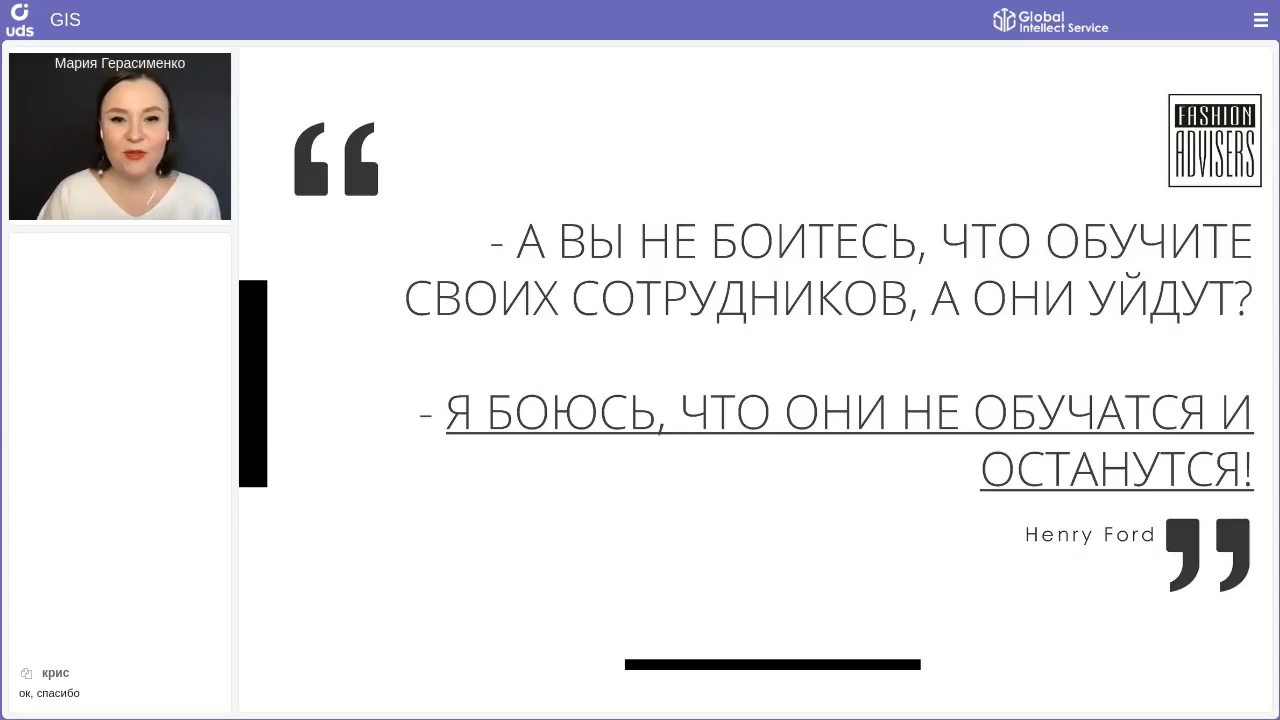 uds
GIS
Global
Intellect Service
Мария Герасименко
FASHION
ADVISERS
- А ВЫ НЕ БОИТЕСЬ, ЧТО ОБУЧИТЕ
СВОИХ СОТРУДНИКОВ, А ОНИ УЙДУТ?
- Я БОЮСЬ, ЧТО ОНИ НЕ ОБУЧАТСЯ И
ОСТАНУТСЯ!
Henry Ford
крис
ок, спасибо